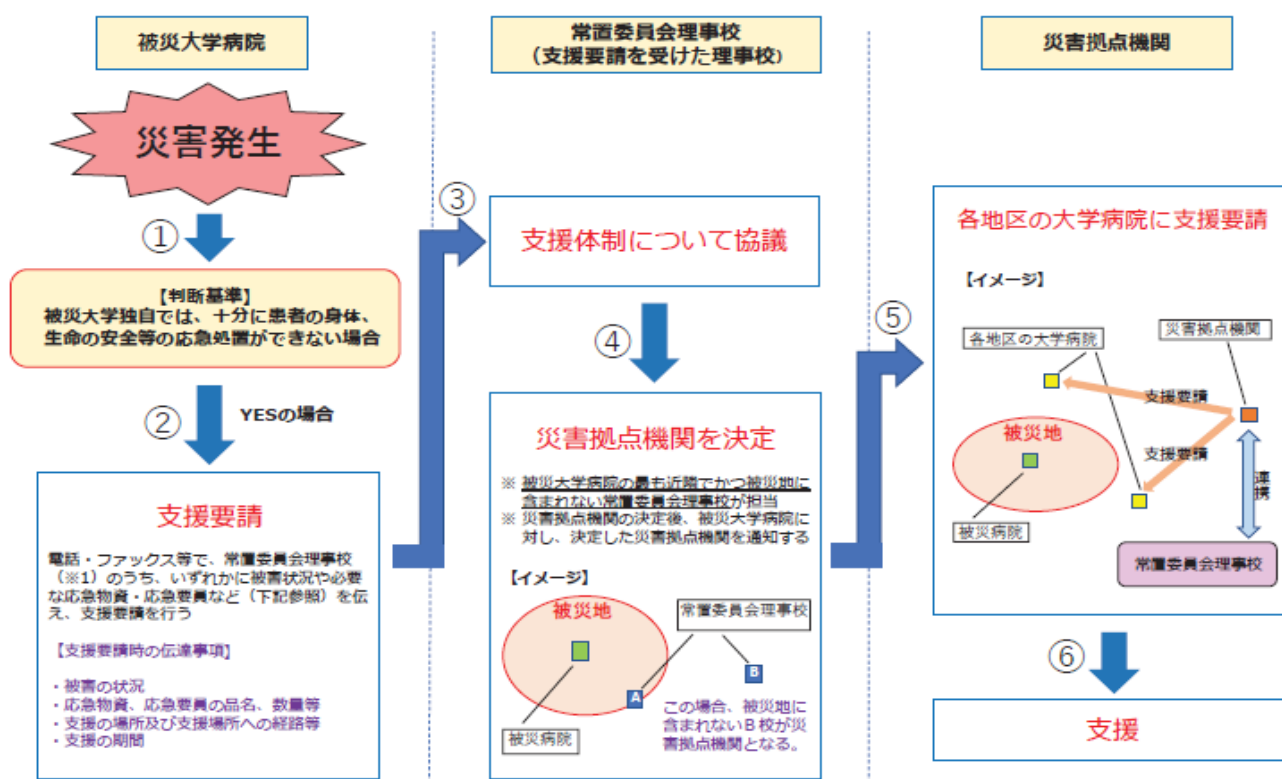 被災大学病院
災害発生
①
【判断基準】
被災大学独自では、十分に患者の身体、
生命の安全等の応急処置ができない場合
②
YESの場合
支援要請
電話・ファックス等で、常置委員会理事校
（※1）のうち、いずれかに被害状況や必要
な応急物資・応急要員など（下記参照）を伝
え、支援要請を行う
【支援要請時の伝達事項】
・被害の状況
・応急物資、応急要員の品名、数量等
・支援の場所及び支援場所への経路等
・支援の期間
常置委員会理事校
（支援要請を受けた理事校）
③
支援体制について協議
④
災害拠点機関を決定
※ 被災大学病院の最も近隣でかつ被災地に
含まれない常置委員会理事校が担当
※ 災害拠点機関の決定後、被災大学病院に
対し、決定した災害拠点機関を通知する
【イメージ】
被災地
常置委員会理事校
A
B
被災病院
この場合、被災地に
含まれないB校が災
害拠点機関となる。
災害拠点機関
⑤
各地区の大学病院に支援要請
【イメージ】
災害拠点機関
各地区の大学病院
支援要請
被災地
支援要請
連携
被災病院
常置委員会理事校
⑥
支援